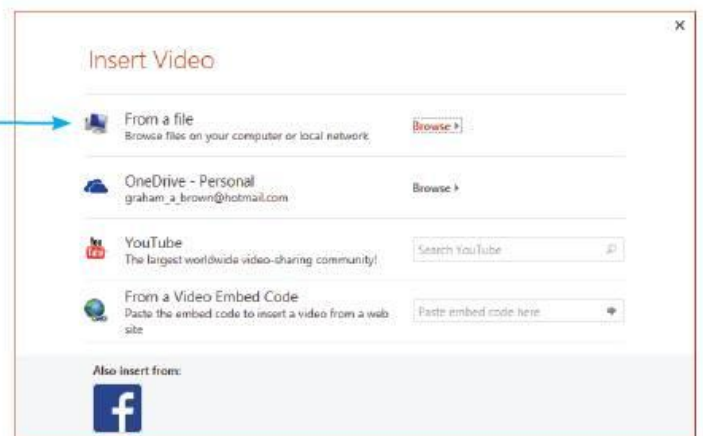 Insert Video
From a file
Browse files on your computer or local network
Browse
OneDrive - Personal
graham_a_brown@hotmail.com
Browse
YouTube
The largest worldwide video-sharing community!
Search YouTube
From a Video Embed Code
Paste the embed code to insert a video from a web
site
Paste embed code here
Also insert from:
f